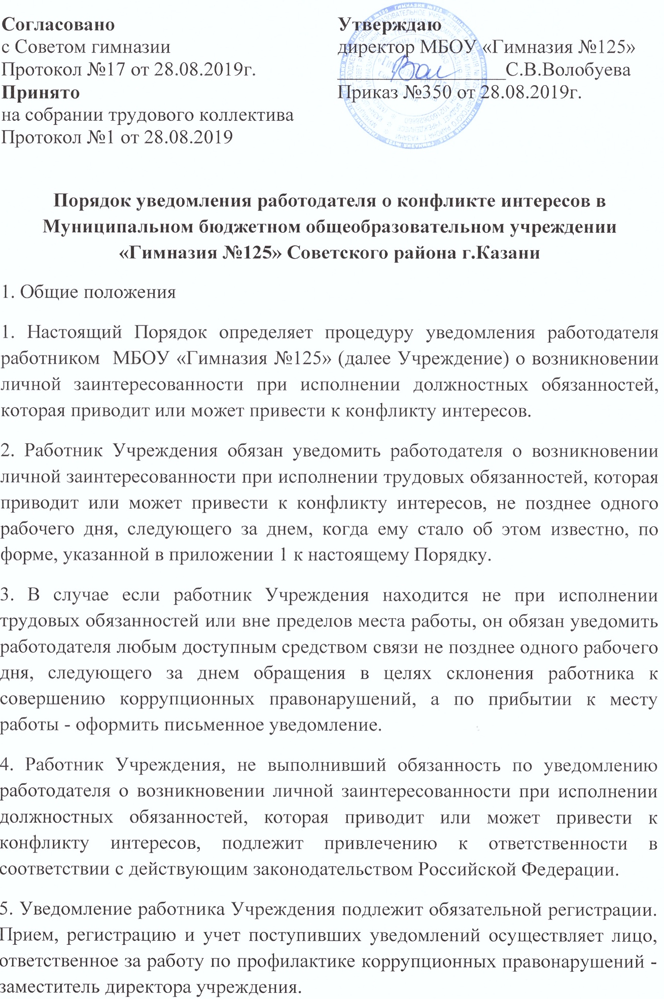 Согласовано
с Советом гимназии
Протокол №17 от 28.08.2019г.
Принято
на собрании трудового коллектива
Протокол №1 от 28.08.2019
Утверждаю
директор МБОУ «Гимназия №125»
С.В.Волобуева
Приказ №350 от 28.08.2019г.
Порядок уведомления работодателя о конфликте интересов в
Муниципальном бюджетном общеобразовательном учреждении
«Гимназия №125» Советского района г.Казани
1. Общие положения
1. Настоящий Порядок определяет процедуру уведомления работодателя
работником МБОУ «Гимназия №125» (далее Учреждение) о возникновении
личной заинтересованности при исполнении должностных обязанностей,
которая приводит или может привести к конфликту интересов.
2. Работник Учреждения обязан уведомить работодателя о возникновении
личной заинтересованности при исполнении трудовых обязанностей, которая
приводит или может привести к конфликту интересов, не позднее одного
рабочего дня, следующего за днем, когда ему стало об этом известно, по
форме, указанной в приложении 1 к настоящему Порядку.
3. В случае если работник Учреждения находится не при исполнении
трудовых обязанностей или вне пределов места работы, он обязан уведомить
работодателя любым доступным средством связи не позднее одного рабочего
дня, следующего за днем обращения в целях склонения работника к
совершению коррупционных правонарушений, а по прибытии к месту
работы - оформить письменное уведомление.
4. Работник Учреждения, не выполнивший обязанность по уведомлению
работодателя о возникновении личной заинтересованности при исполнении
должностных обязанностей, которая приводит или может привести к
конфликту интересов, подлежит привлечению к ответственности в
соответствии с действующим законодательством Российской Федерации.
5. Уведомление работника Учреждения подлежит обязательной регистрации.
Прием, регистрацию и учет поступивших уведомлений осуществляет лицо,
ответственное за работу по профилактике коррупционных правонарушений -
заместитель директора учреждения.